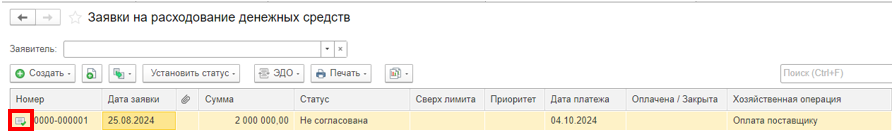 Заявки на расходование денежных средств
Заявитель:
Создать Установить статус ЭДО Печать Поиск (Ctrl+F)
Номер Дата заявки Сумма Статус Сверх лимита Приоритет Дата платежа Оплачена / Закрыта Хозяйственная операция
0000-000001 25.08.2024 2 000 000,00 Не согласована 04.10.2024 Оплата поставщику